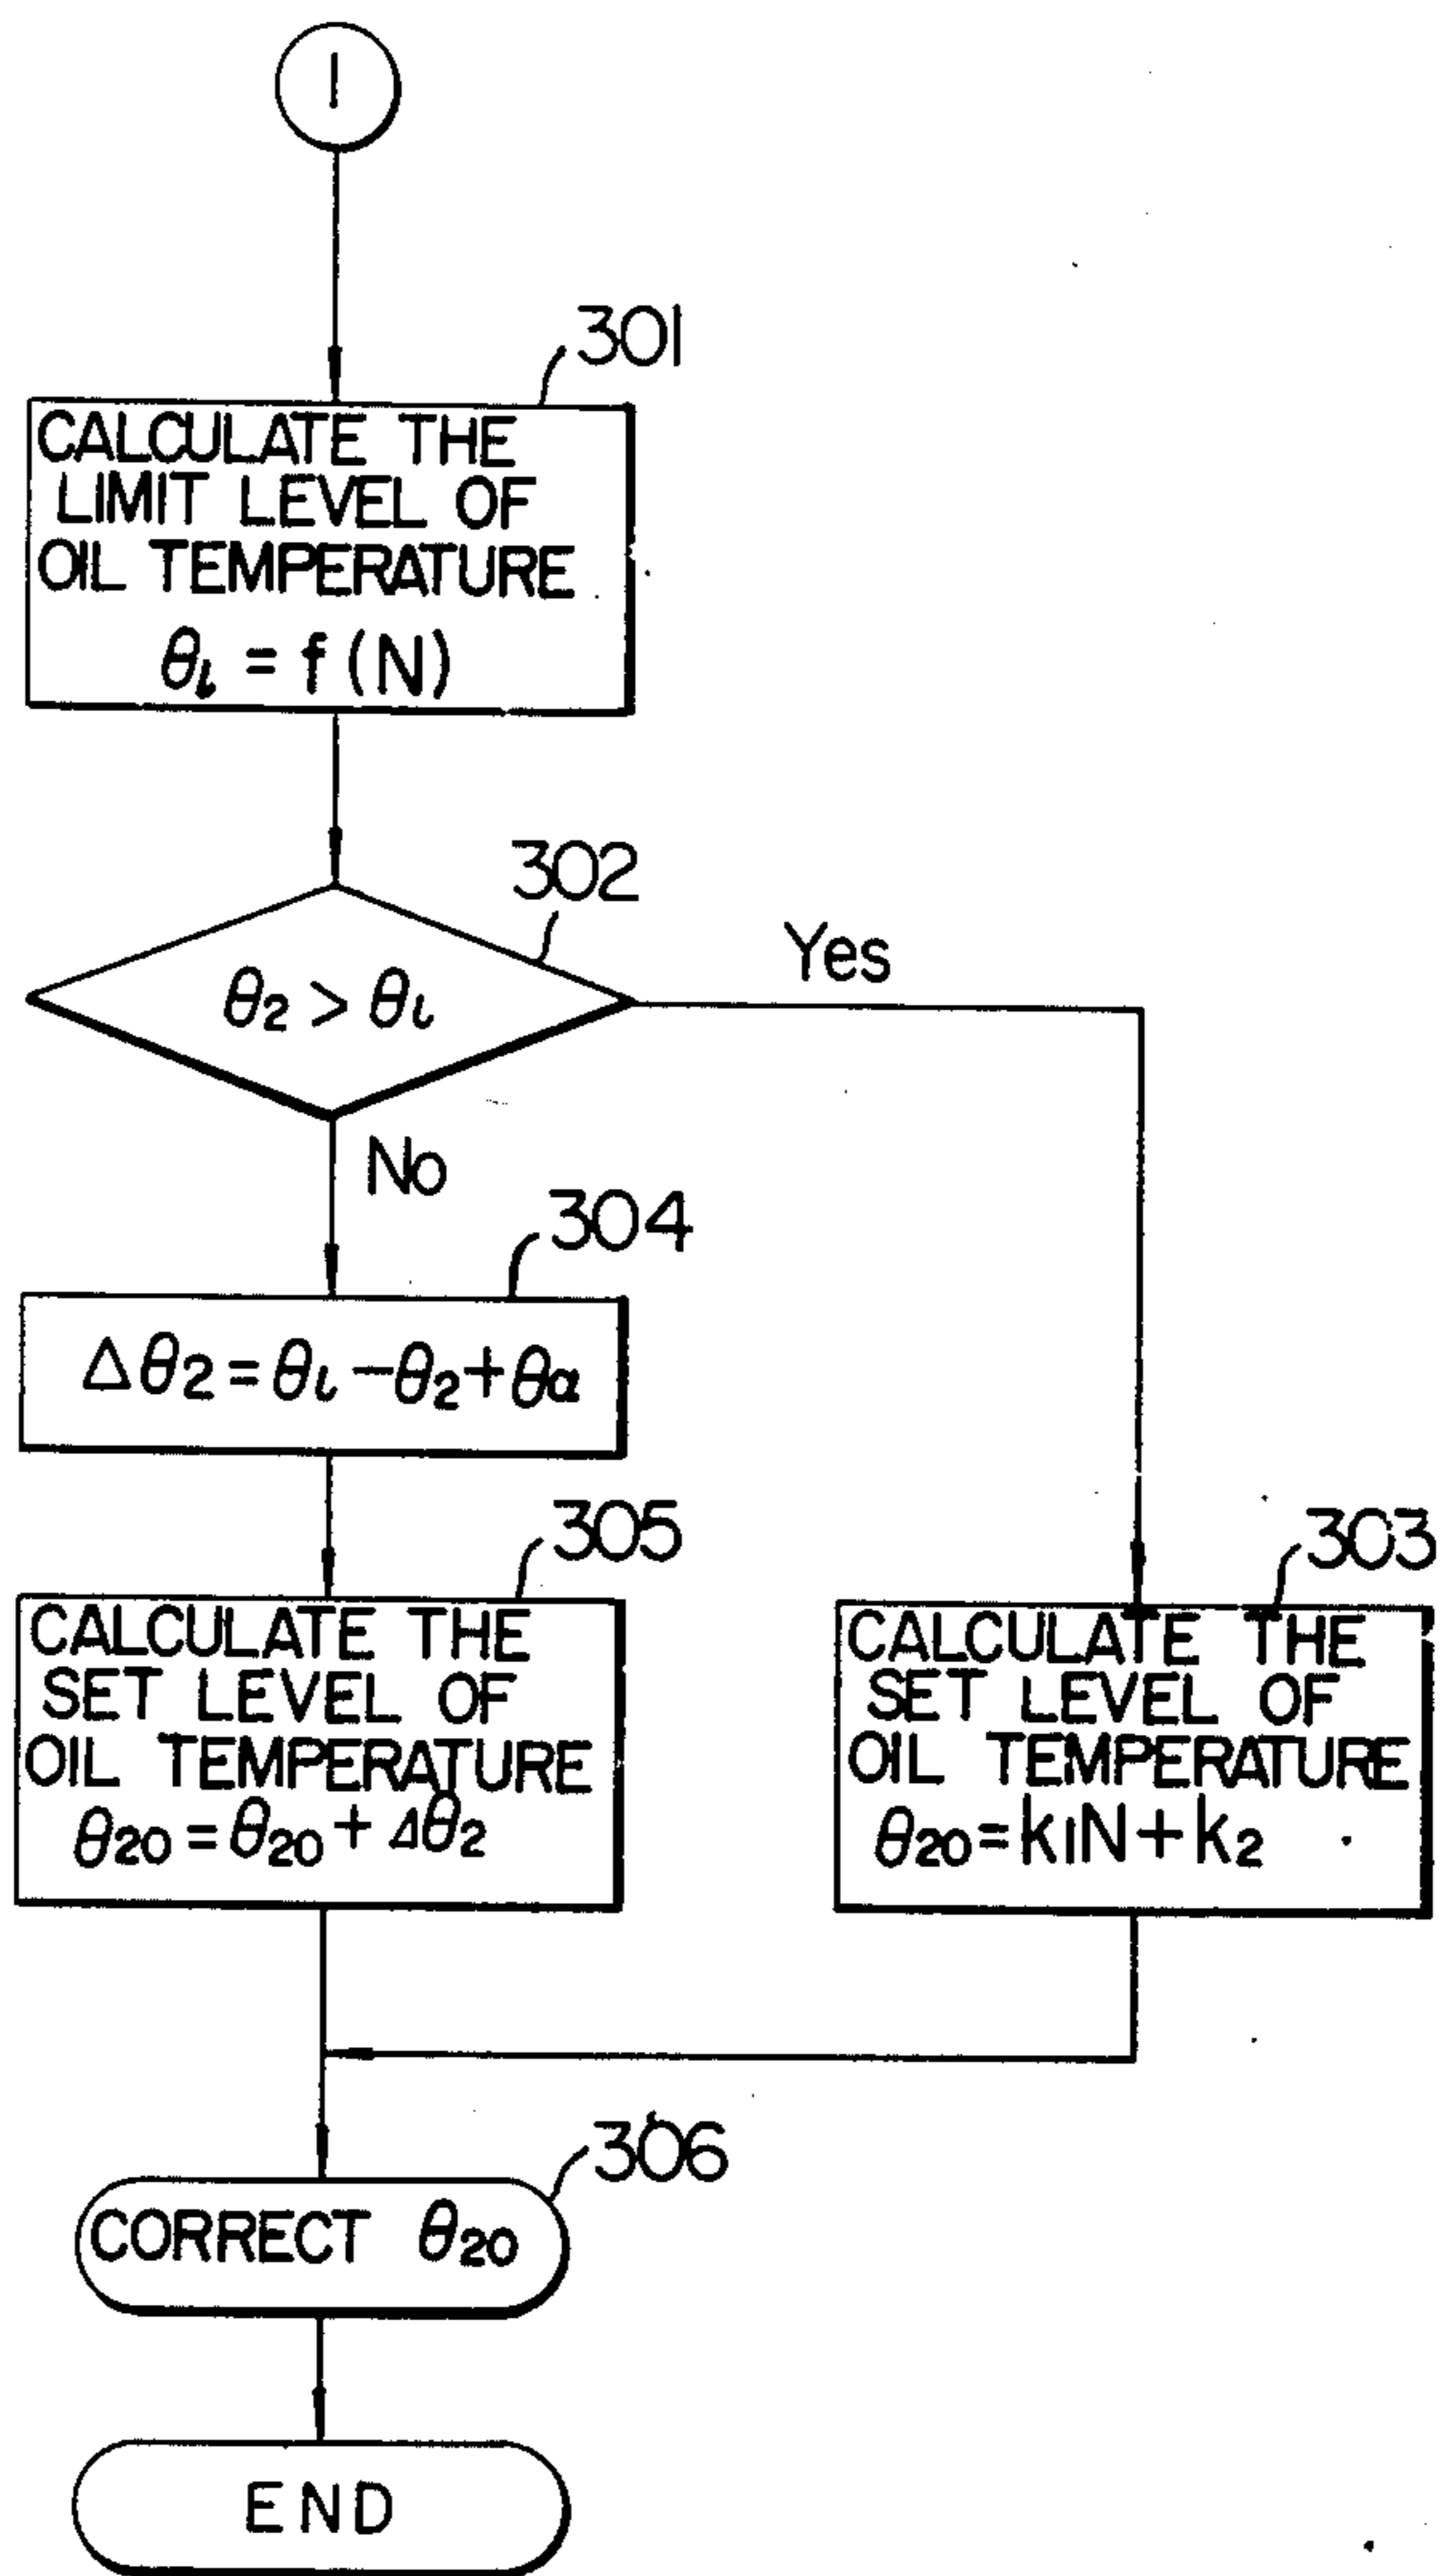 1
301
CALCULATE THE
LIMIT LEVEL OF
OIL TEMPERATURE
θι = f (N)
302
θ2 > θι
Yes
No
304
Δθ2 = θι − θ2 + θα
305
CALCULATE THE
SET LEVEL OF
OIL TEMPERATURE
θ20 = θ20 + Δθ2
303
CALCULATE THE
SET LEVEL OF
OIL TEMPERATURE
θ20 = k1N + k2
306
CORRECT θ20
END